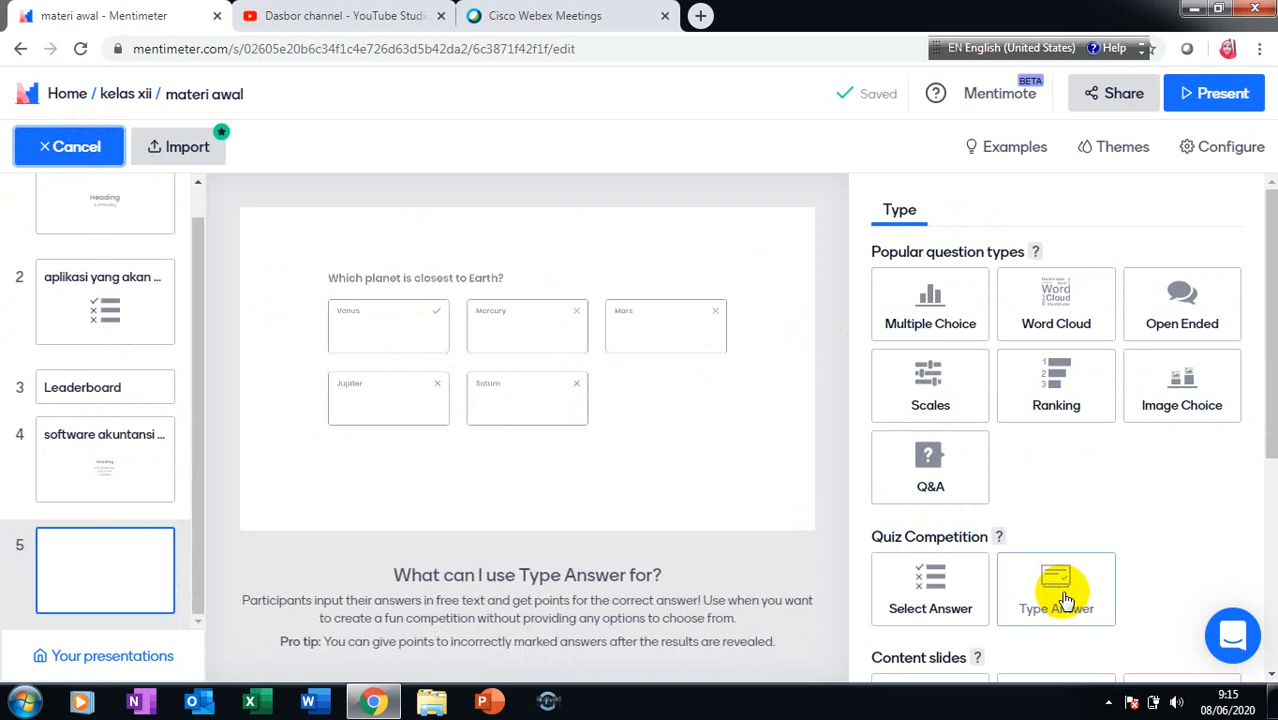 materi awal - Mentimeter
Dasbor channel - YouTube Stud
Cisco Webex Meetings
mentimeter.com/s/02605e20b6c34f1c4e726d63d5b42da2/6c3871f42f1f/edit
EN English (United States)
Help
Home / kelas xii / materi awal
Saved
Mentimote
BETA
Share
Present
Cancel
Import
Examples
Themes
Configure
Heading
2
aplikasi yang akan ...
3
Leaderboard
4
software akuntansi ...
Heading
5
Your presentations
Which planet is closest to Earth?
Venus
Mercury
Mars
Jupiter
Saturn
What can I use Type Answer for?
Participants input their answers in free text and get points for the correct answer! Use when you want
to create a fun competition without providing any options to choose from.
Pro tip: You can give points to incorrectly marked answers after the results are revealed.
Type
Popular question types ?
Multiple Choice
Word Cloud
Open Ended
Scales
Ranking
Image Choice
Q&A
Quiz Competition ?
Select Answer
Type Answer
Content slides ?
9:15
08/06/2020